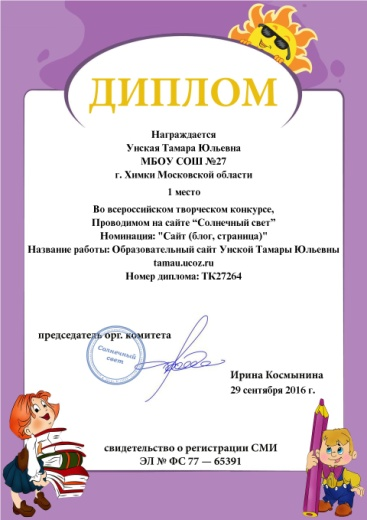 ДИПЛОМ
Награждается
Унская Тамара Юльевна
МБОУ СОШ №27
г. Химки Московской области
1 место
Во всероссийском творческом конкурсе,
Проводимом на сайте “Солнечный свет”
Номинация: "Сайт (блог, страница)"
Название работы: Образовательный сайт Унской Тамары Юльевны
tamau.ucoz.ru
Номер диплома: ТК27264
председатель орг. комитета
Солнечный
свет
Ирина Космынина
29 сентября 2016 г.
свидетельство о регистрации СМИ
ЭЛ № ФС 77 — 65391